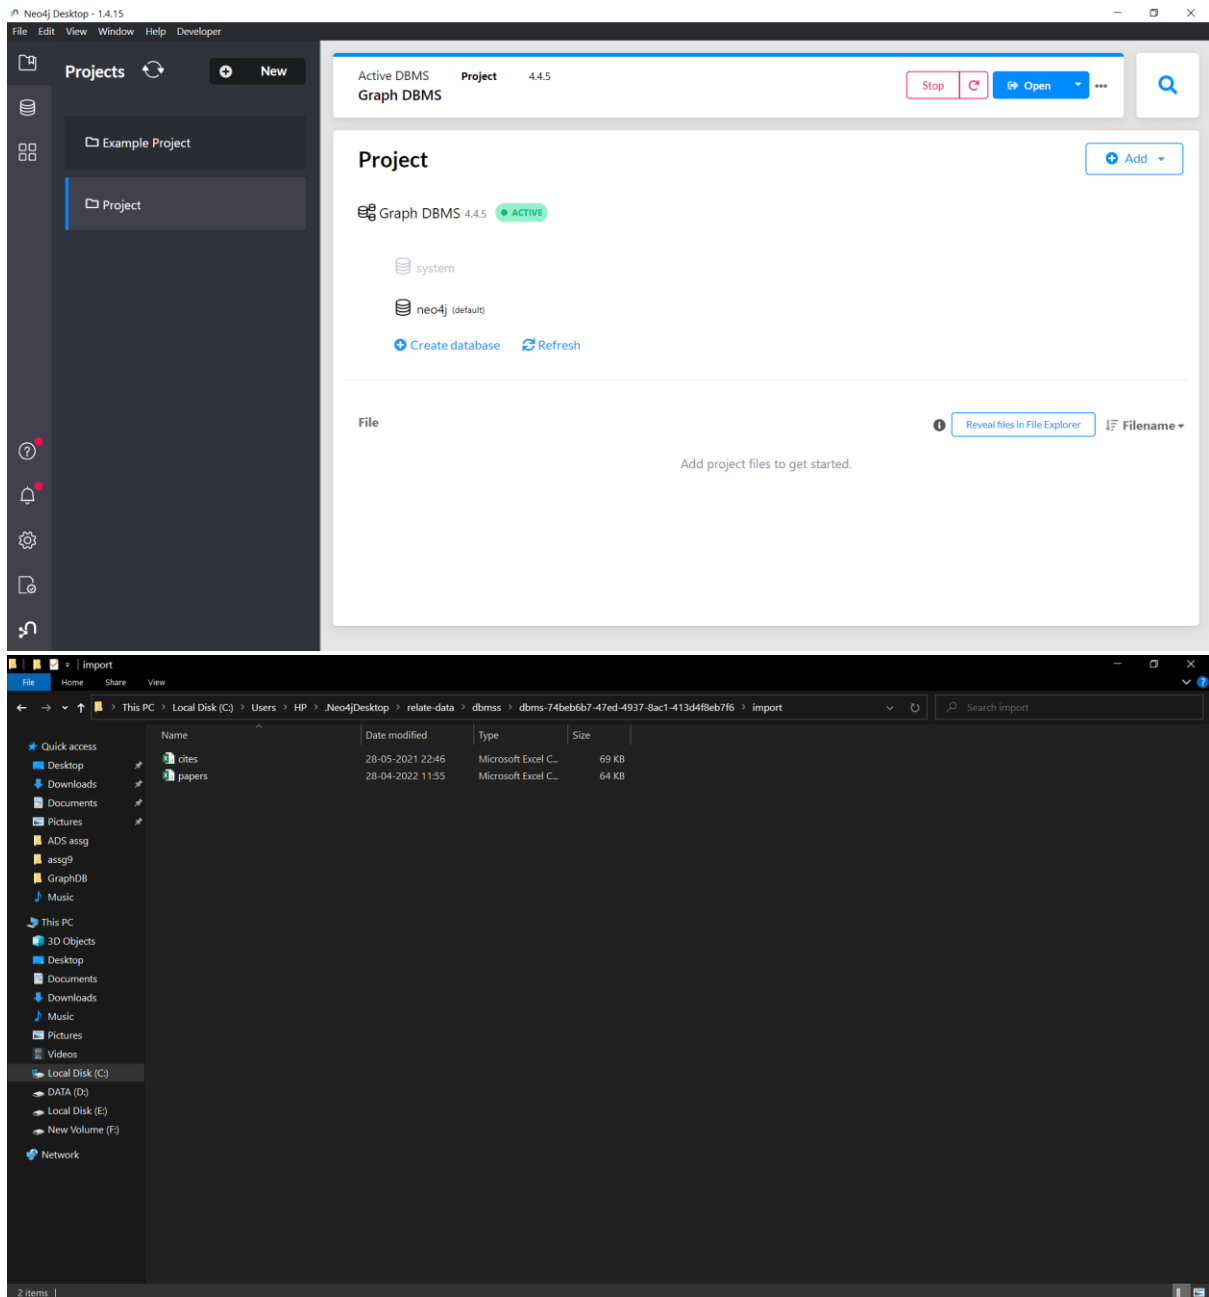 Neo4j Desktop - 1.4.15
File Edit View Window Help Developer
Projects
New
Example Project
Project
Active DBMS Project 4.4.5
Graph DBMS
Stop
Open
Project
Add
Graph DBMS 4.4.5 ACTIVE
system
neo4j (default)
Create database Refresh
File
Reveal files in File Explorer
Filename
Add project files to get started.
import
File Home Share View
This PC > Local Disk (C:) > Users > HP > .Neo4jDesktop > relate-data > dbmss > dbms-74beb6b7-47ed-4937-8ac1-413d4f8eb7f6 > import
Search import
Name Date modified Type Size
cites 28-05-2021 22:46 Microsoft Excel C... 69 KB
papers 28-04-2022 11:55 Microsoft Excel C... 64 KB
Quick access
Desktop
Downloads
Documents
Pictures
ADS assg
assg9
GraphDB
Music
This PC
3D Objects
Desktop
Documents
Downloads
Music
Pictures
Videos
Local Disk (C:)
DATA (D:)
Local Disk (E:)
New Volume (F:)
Network
2 items